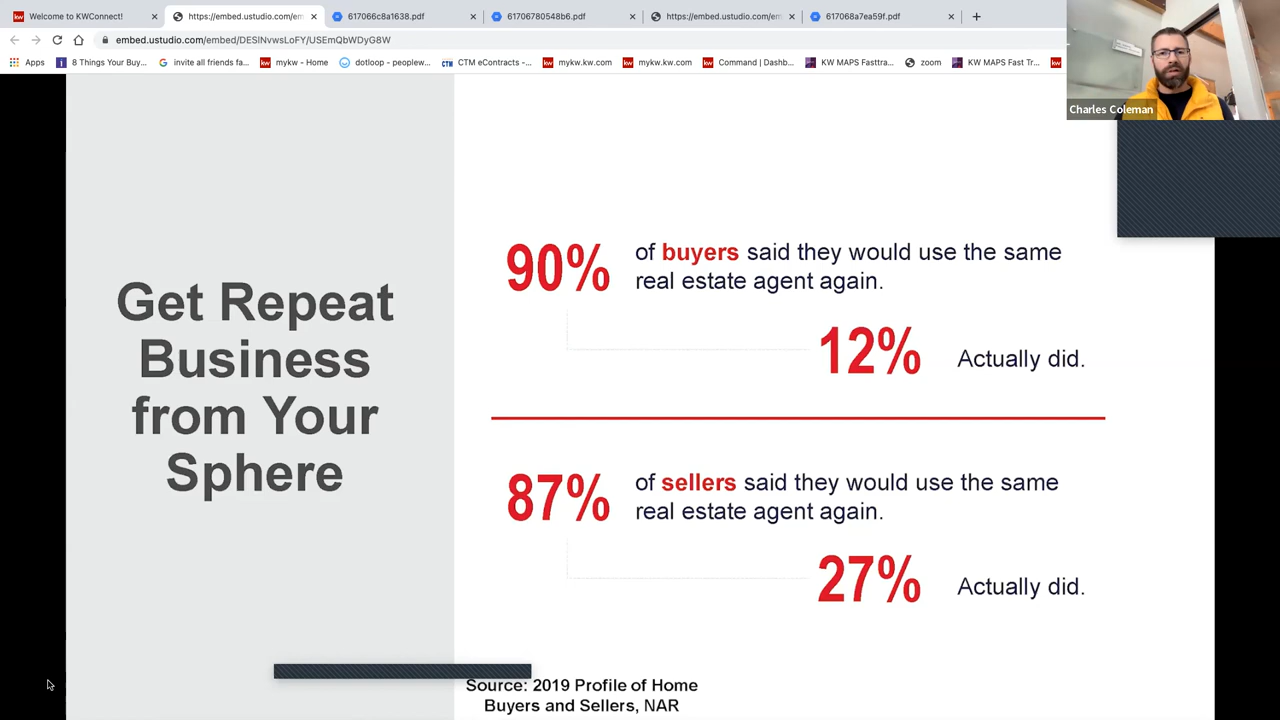 Welcome to KWConnect!
https://embed.ustudio.com/em
617066c8a1638.pdf
61706780548b6.pdf
https://embed.ustudio.com/em
617068a7ea59f.pdf
embed.ustudio.com/embed/DESlNvwsLoFY/USEmQbWDyG8W
Apps
8 Things Your Buy...
invite all friends fa...
mykw - Home
dotloop - peoplew...
CTM eContracts -...
mykw.kw.com
mykw.kw.com
Command | Dashb...
KW MAPS Fasttra...
zoom
KW MAPS Fast Tr...
Charles Coleman
Get Repeat
Business
from Your
Sphere
90%
of buyers said they would use the same
real estate agent again.
12%
Actually did.
87%
of sellers said they would use the same
real estate agent again.
27%
Actually did.
Source: 2019 Profile of Home
Buyers and Sellers, NAR